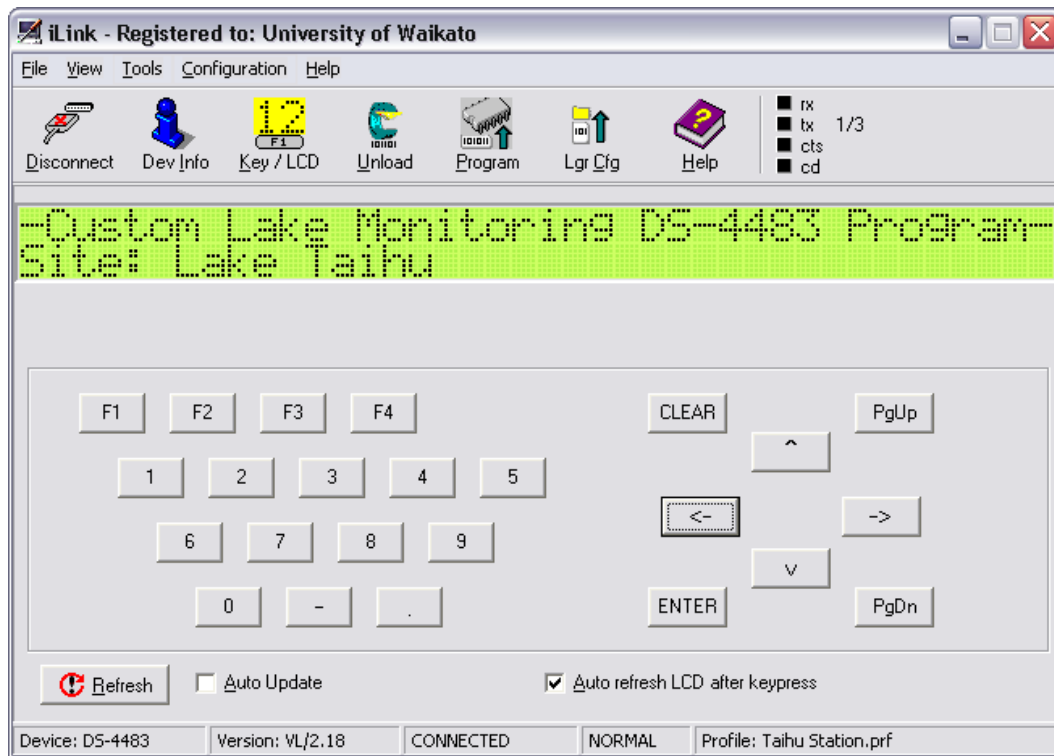 iLink - Registered to: University of Waikato
File View Tools Configuration Help
Disconnect Dev Info Key / LCD Unload Program Lgr Cfg Help
12
F1
10101
101011
101
?
rx
tx 1/3
cts
cd
-Custom Lake Monitoring DS-4483 Program-
Site: Lake Taihu
F1 F2 F3 F4 CLEAR PgUp
^
1 2 3 4 5
<- ->
6 7 8 9
v
0 - . ENTER PgDn
Refresh Auto Update Auto refresh LCD after keypress
Device: DS-4483 Version: VL/2.18 CONNECTED NORMAL Profile: Taihu Station.prf